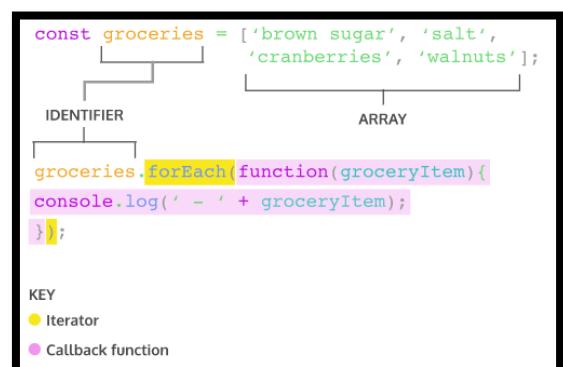 const groceries = [‘brown sugar’, ‘salt’,
‘cranberries’, ‘walnuts’];
IDENTIFIER
ARRAY
groceries.forEach(function(groceryItem){
console.log(‘ - ‘ + groceryItem);
});
KEY
Iterator
Callback function